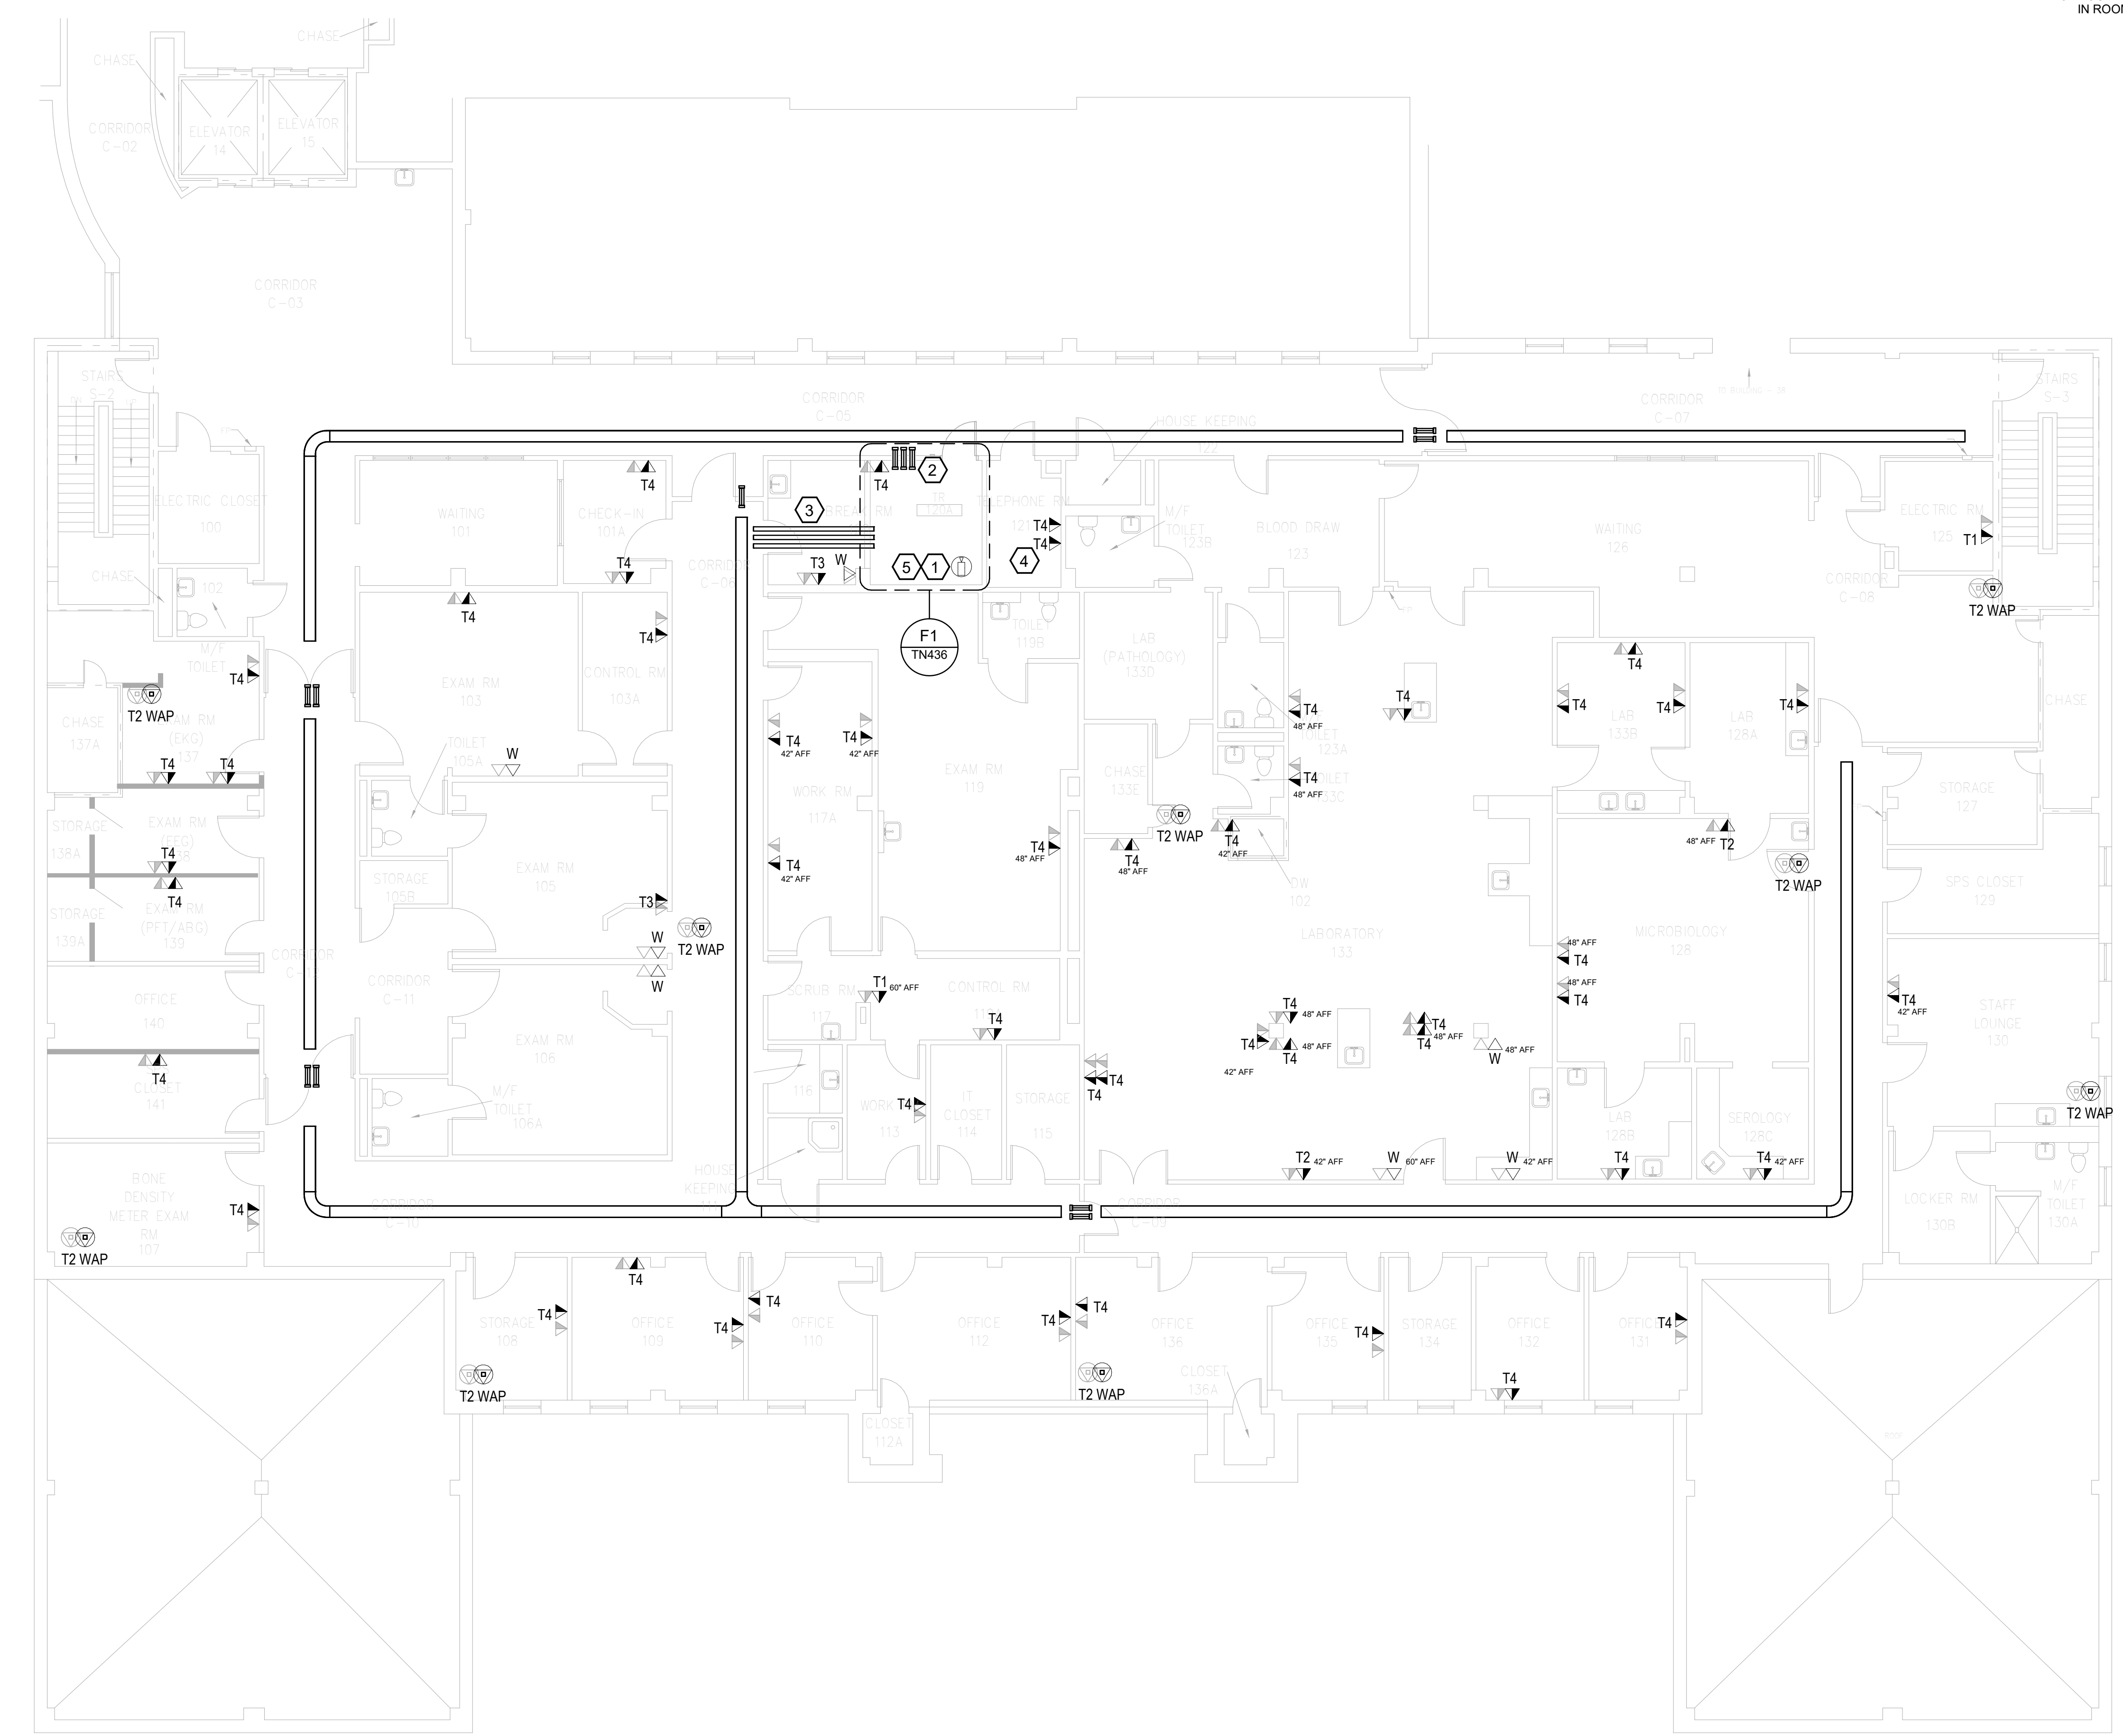 IN ROOM
CHASE
CHASE
CORRIDOR
C-02
ELEVATOR
14
ELEVATOR
15
CORRIDOR
C-03
STAIRS
S-2
DN
UP
CORRIDOR
C-05
HOUSE KEEPING
122
CORRIDOR
C-07
STAIRS
S-3
ELECTRIC CLOSET
100
WAITING
101
CHECK-IN
101A
T4
T4
CORRIDOR
C-06
BREAK RM
3
T4
2
TR
120A
TELEPHONE RM
121
T4
T4
4
5
1
T3
W
F1
TN436
M/F
TOILET
123B
BLOOD DRAW
123
WAITING
126
ELECTRIC RM
125
T1
CORRIDOR
C-08
T2 WAP
CHASE
102
M/F
TOILET
T4
T2 WAP
EXAM RM
(EKG)
137
CHASE
137A
T4
T4
T4
EXAM RM
103
T4
CONTROL RM
103A
TOILET
105A
W
TOILET
119B
LAB
(PATHOLOGY)
133D
T4
42" AFF
T4
42" AFF
EXAM RM
119
WORK RM
117A
T4
42" AFF
T4
48" AFF
CHASE
133E
T2 WAP
T4
48" AFF
T4
42" AFF
T4
48" AFF
TOILET
123A
T4
48" AFF
TOILET
133C
T4
T4
LAB
133B
T4
T4
LAB
128A
T4
CHASE
STORAGE
127
48" AFF
T2
T2 WAP
STORAGE
138A
EXAM RM
(EEG)
138
T4
T4
STORAGE
139A
EXAM RM
(PFT/ABG)
139
STORAGE
105B
EXAM RM
105
T3
W
W
T2 WAP
DW
102
LABORATORY
133
MICROBIOLOGY
128
48" AFF
T4
48" AFF
T4
SPS CLOSET
129
T4
42" AFF
STAFF
LOUNGE
130
T2 WAP
OFFICE
140
T4
CLOSET
141
CORRIDOR
CORRIDOR
C-11
EXAM RM
106
M/F
TOILET
106A
SCRUB RM
117
T1
60" AFF
CONTROL RM
T4
T4
48" AFF
T4
T4
48" AFF
42" AFF
T4
48" AFF
T4
W
48" AFF
116
WORK
113
T4
IT
CLOSET
114
STORAGE
115
T4
T4
LAB
128B
SEROLOGY
128C
HOUSE
KEEPING
111
T2
42" AFF
W
60" AFF
W
42" AFF
T4
T4
42" AFF
LOCKER RM
130B
M/F
TOILET
130A
BONE
DENSITY
METER EXAM
RM
107
T4
T2 WAP
CORRIDOR
C-10
CORRIDOR
C-09
STORAGE
108
T4
T2 WAP
T4
OFFICE
109
T4
T4
OFFICE
110
OFFICE
112
T4
T4
OFFICE
136
T2 WAP
CLOSET
136A
OFFICE
135
T4
STORAGE
134
OFFICE
132
T4
OFFICE
131
T4
CLOSET
112A
ROOF